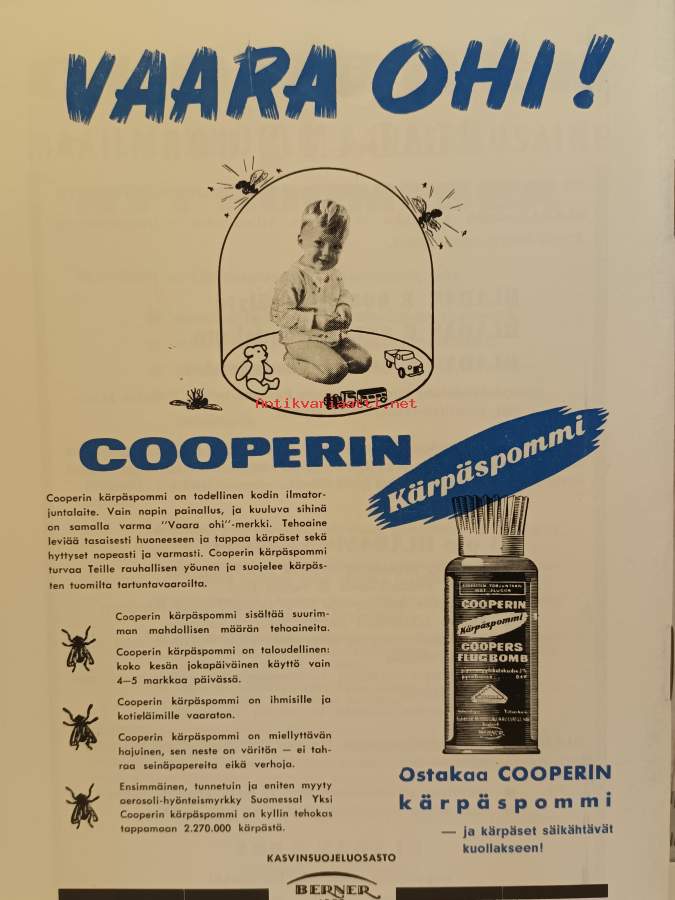 VAARA OHI!
Antikvariaatti.net
COOPERIN
Kärpäspommi
Cooperin kärpäspommi on todellinen kodin ilmator-
juntalaite. Vain napin painallus, ja kuuluva sihinä
on samalla varma "Vaara ohi"-merkki. Tehoaine
leviää tasaisesti huoneeseen ja tappaa kärpäset sekä
hyttyset nopeasti ja varmasti. Cooperin kärpäspommi
turvaa Teille rauhallisen yöunen ja suojelee kärpäs-
ten tuomilta tartuntavaaroilta.
Cooperin kärpäspommi sisältää suurim-
man mahdollisen määrän tehoaineita.
Cooperin kärpäspommi on taloudellinen:
koko kesän jokapäiväinen käyttö vain
4—5 markkaa päivässä.
Cooperin kärpäspommi on ihmisille ja
kotieläimille vaaraton.
Cooperin kärpäspommi on miellyttävän
hajuinen, sen neste on väritön — ei tah-
raa seinäpapereita eikä verhoja.
Ensimmäinen, tunnetuin ja eniten myyty
aerosoli-hyönteismyrkky Suomessa! Yksi
Cooperin kärpäspommi on kyllin tehokas
tappamaan 2.270.000 kärpästä.
COOPERIN
Kärpäspommi
COOPERS
FLUGBOMB
Ostakaa COOPERIN
kärpäspommi
— ja kärpäset säikähtävät
kuollakseen!
KASVINSUOJELUOSASTO
BERNER